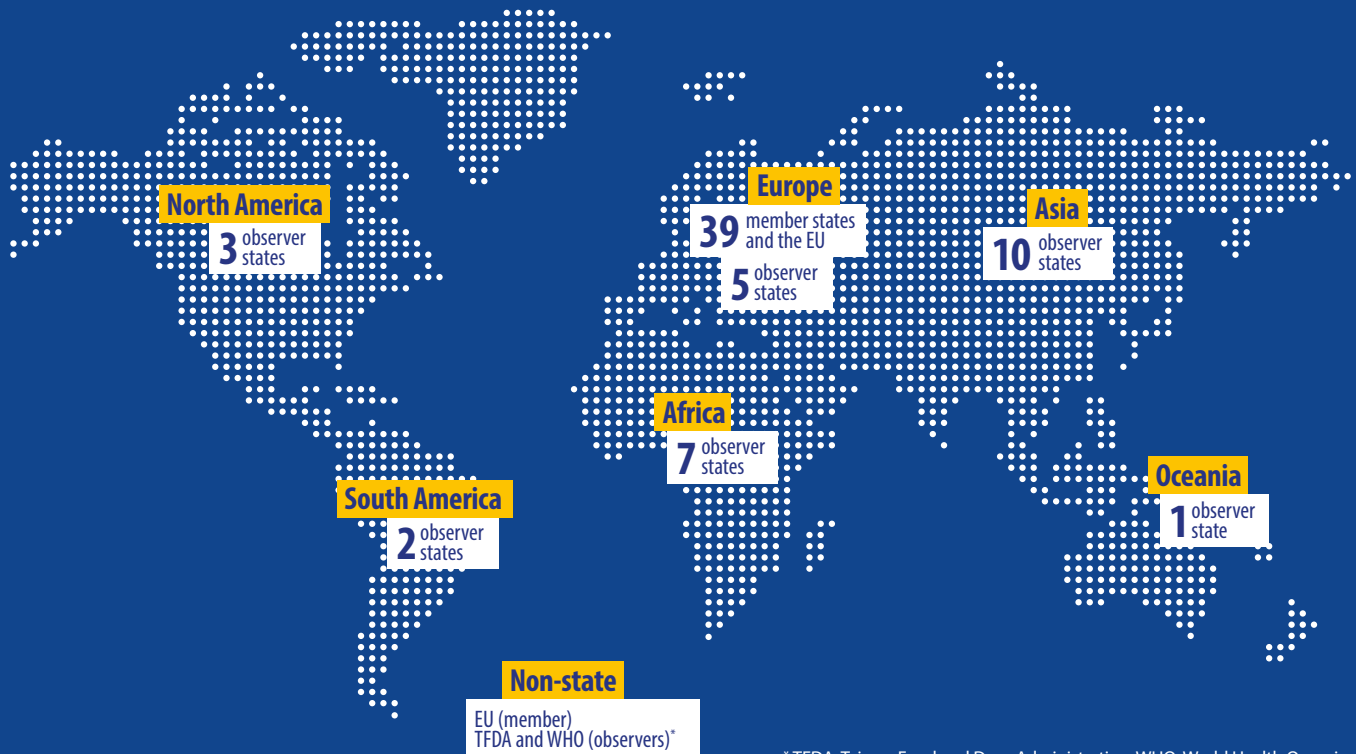 North America
3 observer
states
Europe
39 member states
and the EU
5 observer
states
Asia
10 observer
states
Africa
7 observer
states
South America
2 observer
states
Oceania
1 observer
state
Non-state
EU (member)
TFDA and WHO (observers)*